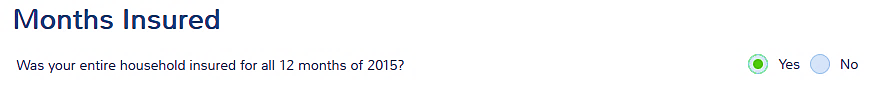 Months Insured
Was your entire household insured for all 12 months of 2015? Yes No